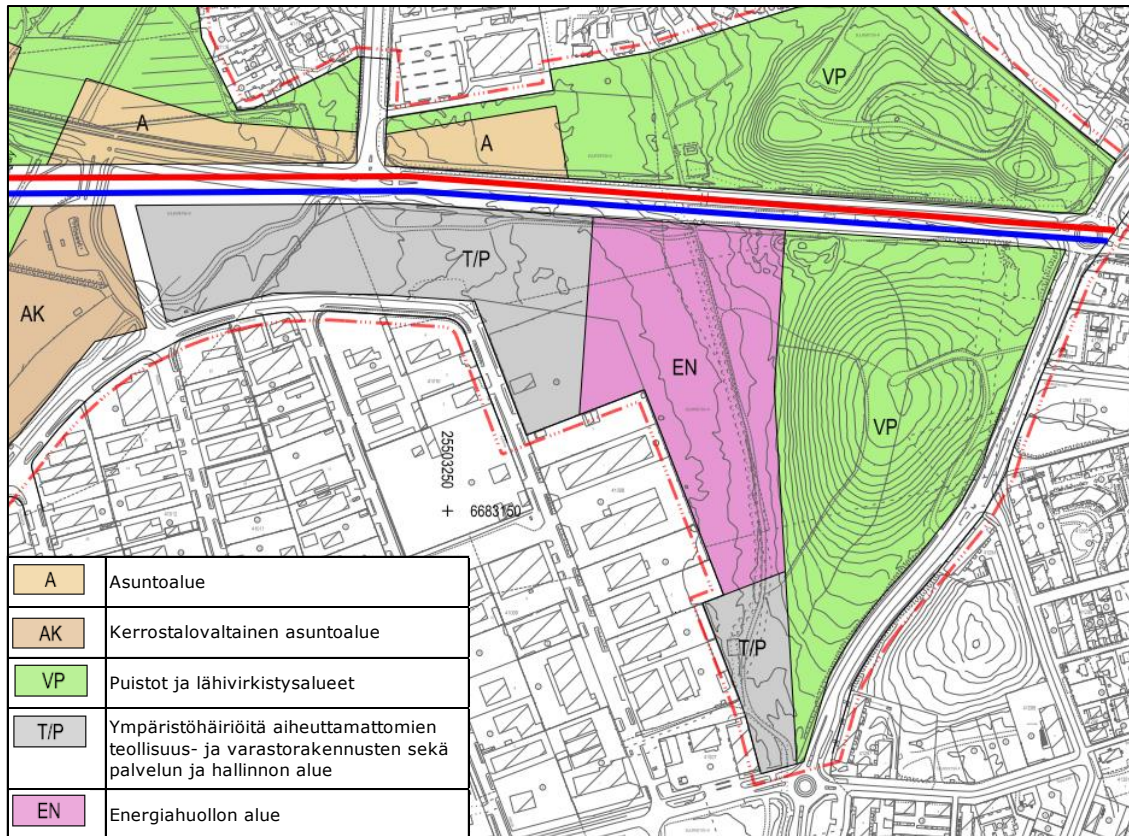 VP
A
A
T/P
AK
EN
VP
25503250
6683150
T/P
A Asuntoalue
AK Kerrostalovaltainen asuntoalue
VP Puistot ja lähivirkistysalueet
T/P Ympäristöhäiriöitä aiheuttamattomien
teollisuus- ja varastorakennusten sekä
palvelun ja hallinnon alue
EN Energiahuollon alue